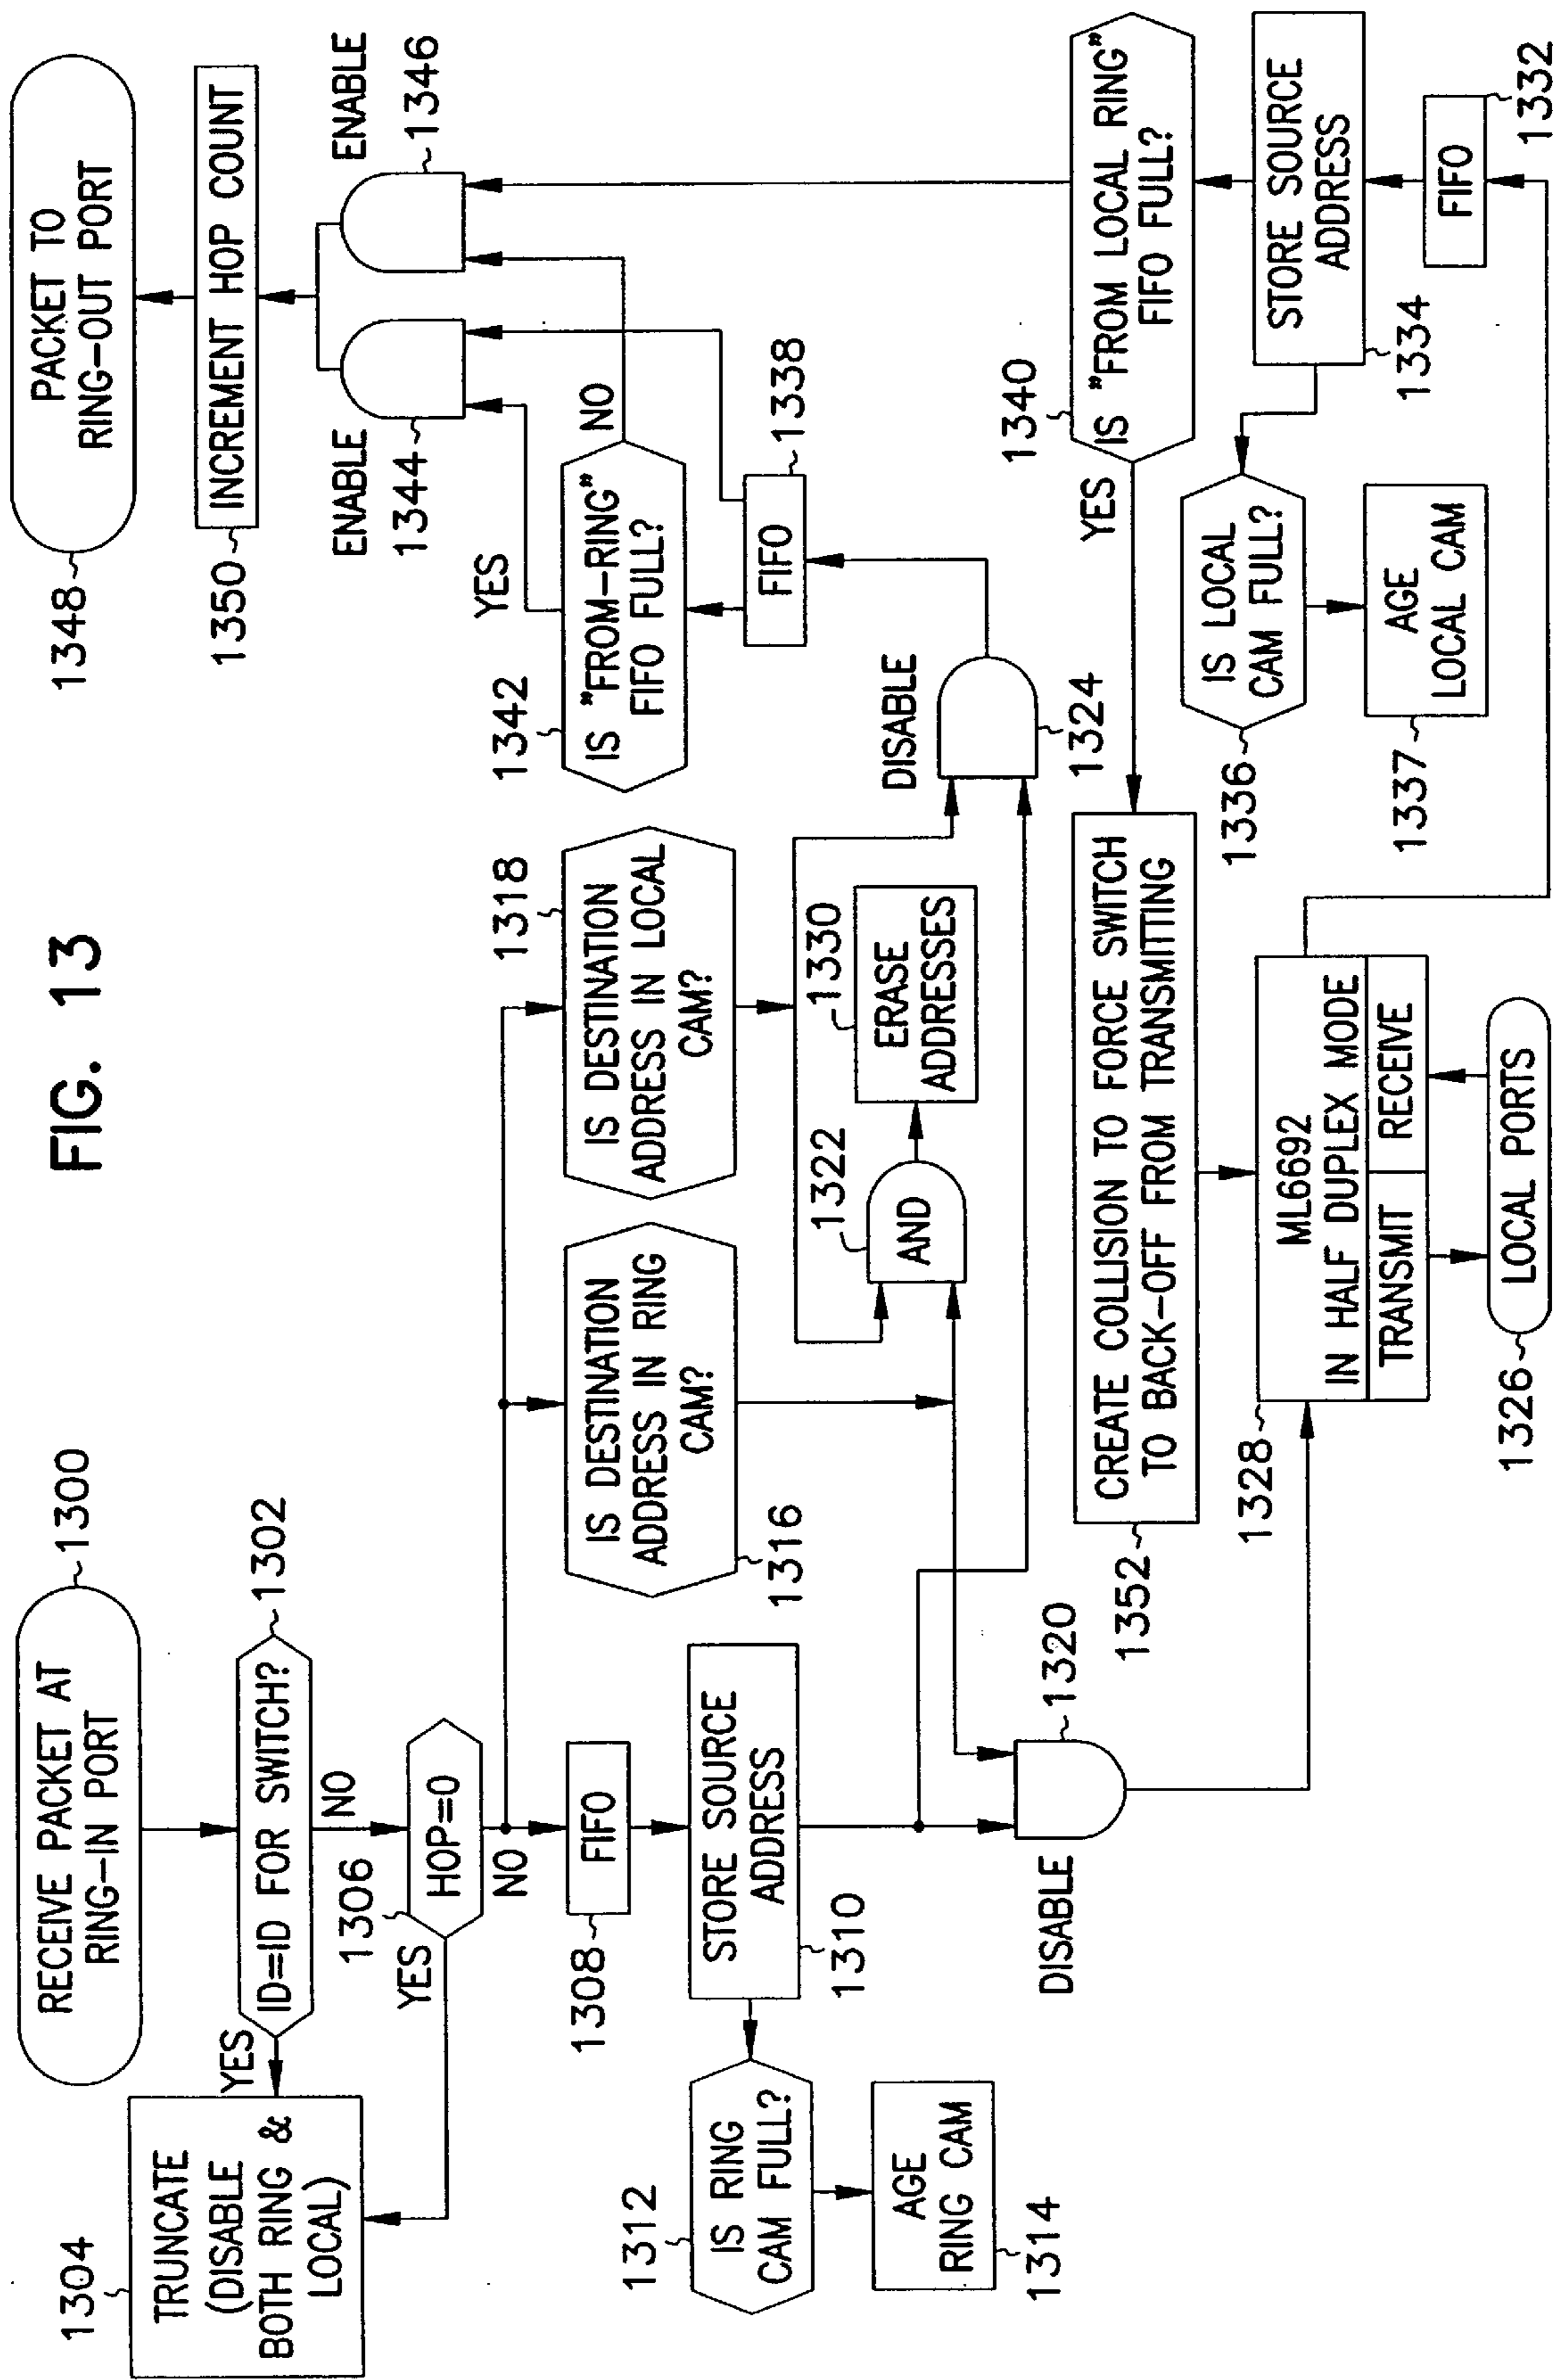 FIG. 13
RECEIVE PACKET AT
RING-IN PORT
1300
ID=ID FOR SWITCH?
1302
YES
NO
1304
TRUNCATE
(DISABLE
BOTH RING &
LOCAL)
1306
HOP=0
YES
NO
1308
FIFO
STORE SOURCE
ADDRESS
1310
1312
IS RING
CAM FULL?
AGE
RING CAM
1314
IS DESTINATION
ADDRESS IN RING
CAM?
1316
1318
IS DESTINATION
ADDRESS IN LOCAL
CAM?
1320
DISABLE
1322
AND
1330
ERASE
ADDRESSES
DISABLE
1324
1338
FIFO
1342
IS "FROM-RING"
FIFO FULL?
YES
NO
ENABLE
1344
ENABLE
1346
1350
INCREMENT HOP COUNT
1348
PACKET TO
RING-OUT PORT
1340
IS "FROM LOCAL RING"
FIFO FULL?
YES
CREATE COLLISION TO FORCE SWITCH
TO BACK-OFF FROM TRANSMITTING
1352
1328
ML6692
IN HALF DUPLEX MODE
TRANSMIT
RECEIVE
LOCAL PORTS
1326
1336
IS LOCAL
CAM FULL?
1337
AGE
LOCAL CAM
STORE SOURCE
ADDRESS
1334
FIFO
1332